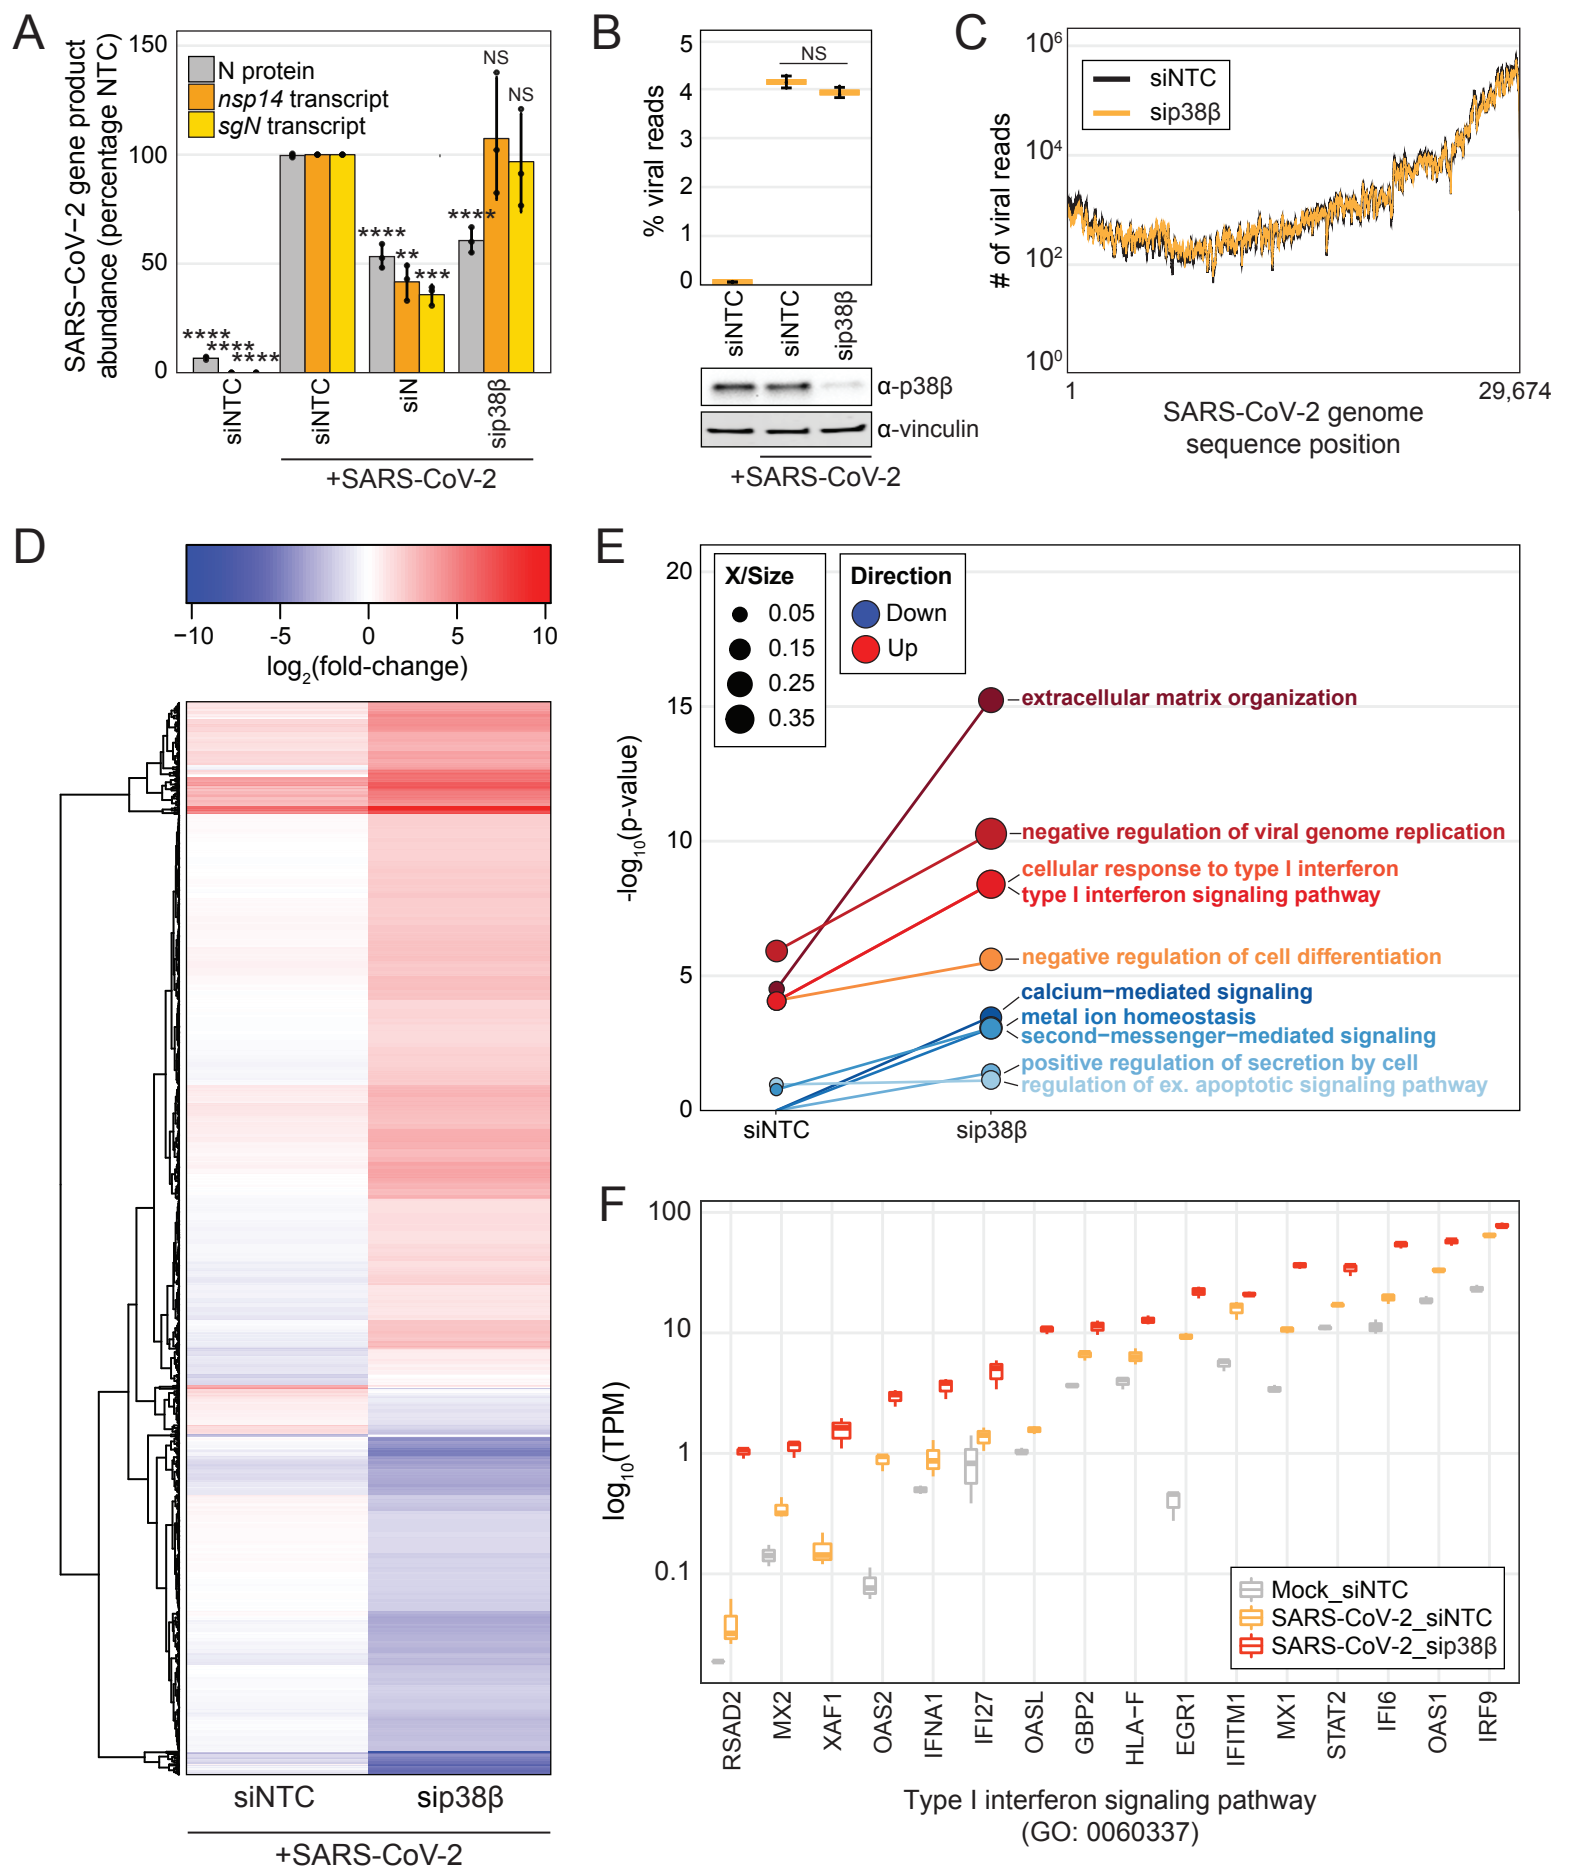 A
SARS−CoV−2 gene product
abundance (percentage NTC)
150
100
50
0
N protein
nsp14 transcript
sgN transcript
****
****
****
****
**
***
****
NS
NS
siNTC
siNTC
siN
sip38β
+SARS-CoV-2
B
% viral reads
5
4
3
2
1
0
NS
siNTC
siNTC
sip38β
α-p38β
α-vinculin
+SARS-CoV-2
C
# of viral reads
10⁶
10⁴
10²
10⁰
siNTC
sip38β
1
29,674
SARS-CoV-2 genome
sequence position
D
−10
-5
0
5
10
log₂(fold-change)
siNTC
sip38β
+SARS-CoV-2
E
-log₁₀(p-value)
20
15
10
5
0
X/Size
0.05
0.15
0.25
0.35
Direction
Down
Up
extracellular matrix organization
negative regulation of viral genome replication
cellular response to type I interferon
type I interferon signaling pathway
negative regulation of cell differentiation
calcium−mediated signaling
metal ion homeostasis
second−messenger−mediated signaling
positive regulation of secretion by cell
regulation of ex. apoptotic signaling pathway
siNTC
sip38β
F
log₁₀(TPM)
100
10
1
0.1
Mock_siNTC
SARS-CoV-2_siNTC
SARS-CoV-2_sip38β
RSAD2
MX2
XAF1
OAS2
IFNA1
IFI27
OASL
GBP2
HLA−F
EGR1
IFITM1
MX1
STAT2
IFI6
OAS1
IRF9
Type I interferon signaling pathway
(GO: 0060337)